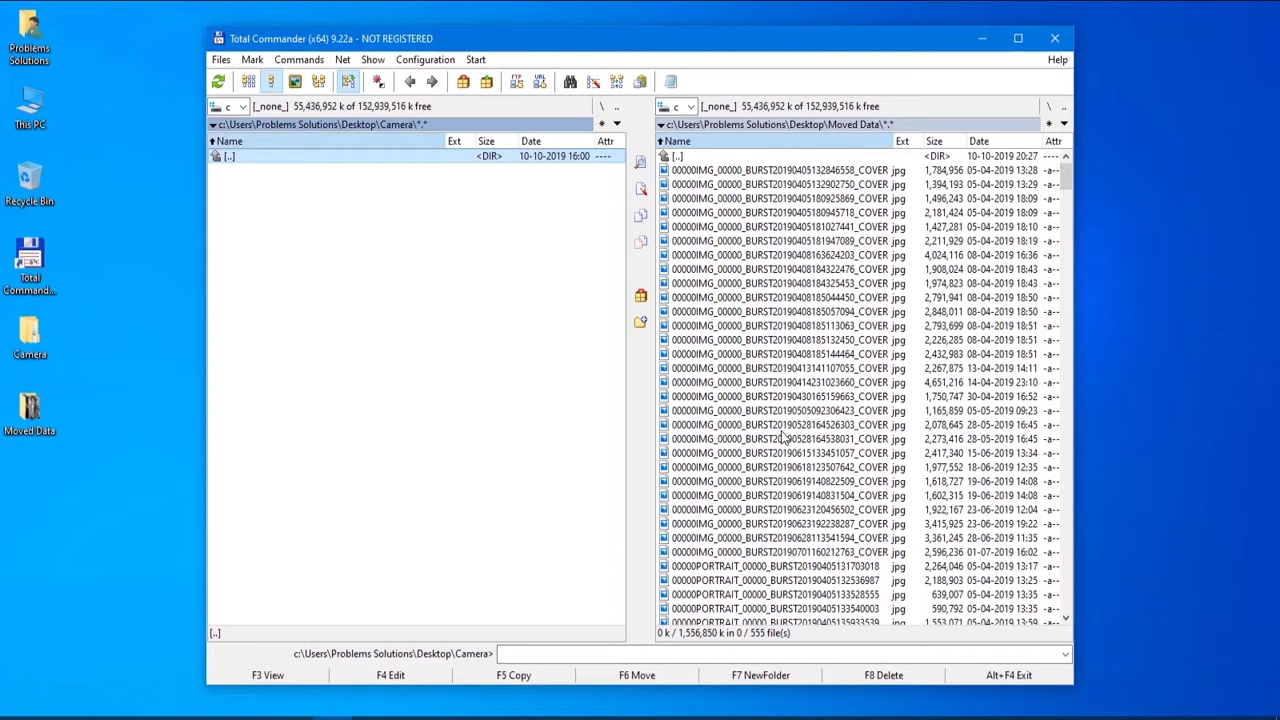 Problems
Solutions
This PC
Recycle Bin
Total
Comman...
Camera
Moved Data
Total Commander (x64) 9.22a - NOT REGISTERED
Files Mark Commands Net Show Configuration Start Help
FTP URL
c [_none_] 55,436,952 k of 152,939,516 k free \ ..
c:\Users\Problems Solutions\Desktop\Camera\*.* *
Name Ext Size Date Attr
[..] <DIR> 10-10-2019 16:00 ----
[..]
c [_none_] 55,436,952 k of 152,939,516 k free \ ..
c:\Users\Problems Solutions\Desktop\Moved Data\*.* *
Name Ext Size Date Attr
[..] <DIR> 10-10-2019 20:27 ----
00000IMG_00000_BURST20190405132846558_COVER jpg 1,784,956 05-04-2019 13:28 -a--
00000IMG_00000_BURST20190405132902750_COVER jpg 1,394,193 05-04-2019 13:29 -a--
00000IMG_00000_BURST20190405180925869_COVER jpg 1,496,243 05-04-2019 18:09 -a--
00000IMG_00000_BURST20190405180945718_COVER jpg 2,181,424 05-04-2019 18:09 -a--
00000IMG_00000_BURST20190405181027441_COVER jpg 1,427,281 05-04-2019 18:10 -a--
00000IMG_00000_BURST20190405181947089_COVER jpg 2,211,929 05-04-2019 18:19 -a--
00000IMG_00000_BURST20190408163624203_COVER jpg 4,024,116 08-04-2019 16:36 -a--
00000IMG_00000_BURST20190408184322476_COVER jpg 1,908,024 08-04-2019 18:43 -a--
00000IMG_00000_BURST20190408184325453_COVER jpg 1,974,823 08-04-2019 18:43 -a--
00000IMG_00000_BURST20190408185044450_COVER jpg 2,791,941 08-04-2019 18:50 -a--
00000IMG_00000_BURST20190408185057094_COVER jpg 2,848,011 08-04-2019 18:50 -a--
00000IMG_00000_BURST20190408185113063_COVER jpg 2,793,699 08-04-2019 18:51 -a--
00000IMG_00000_BURST20190408185132450_COVER jpg 2,226,285 08-04-2019 18:51 -a--
00000IMG_00000_BURST20190408185144464_COVER jpg 2,432,983 08-04-2019 18:51 -a--
00000IMG_00000_BURST20190413141107055_COVER jpg 2,267,875 13-04-2019 14:11 -a--
00000IMG_00000_BURST20190414231023660_COVER jpg 4,651,216 14-04-2019 23:10 -a--
00000IMG_00000_BURST20190430165159663_COVER jpg 1,750,747 30-04-2019 16:52 -a--
00000IMG_00000_BURST20190505092306423_COVER jpg 1,165,859 05-05-2019 09:23 -a--
00000IMG_00000_BURST20190528164526303_COVER jpg 2,078,645 28-05-2019 16:45 -a--
00000IMG_00000_BURST20190528164538031_COVER jpg 2,273,416 28-05-2019 16:45 -a--
00000IMG_00000_BURST20190615133451057_COVER jpg 2,417,340 15-06-2019 13:34 -a--
00000IMG_00000_BURST20190618123507642_COVER jpg 1,977,552 18-06-2019 12:35 -a--
00000IMG_00000_BURST20190619140822509_COVER jpg 1,618,727 19-06-2019 14:08 -a--
00000IMG_00000_BURST20190619140831504_COVER jpg 1,602,315 19-06-2019 14:08 -a--
00000IMG_00000_BURST20190623120456502_COVER jpg 1,922,167 23-06-2019 12:04 -a--
00000IMG_00000_BURST20190623192238287_COVER jpg 3,415,925 23-06-2019 19:22 -a--
00000IMG_00000_BURST20190628113541594_COVER jpg 3,361,245 28-06-2019 11:35 -a--
00000IMG_00000_BURST20190701160212763_COVER jpg 2,596,236 01-07-2019 16:02 -a--
00000PORTRAIT_00000_BURST20190405131703018 jpg 2,264,046 05-04-2019 13:17 -a--
00000PORTRAIT_00000_BURST20190405132536987 jpg 2,188,903 05-04-2019 13:25 -a--
00000PORTRAIT_00000_BURST20190405133528555 jpg 639,007 05-04-2019 13:35 -a--
00000PORTRAIT_00000_BURST20190405133540003 jpg 590,792 05-04-2019 13:35 -a--
00000PORTRAIT_00000_BURST20190405135933539 jpg 1,553,071 05-04-2019 13:59 -a--
0 k / 1,556,850 k in 0 / 555 file(s)
c:\Users\Problems Solutions\Desktop\Camera>
F3 View F4 Edit F5 Copy F6 Move F7 NewFolder F8 Delete Alt+F4 Exit